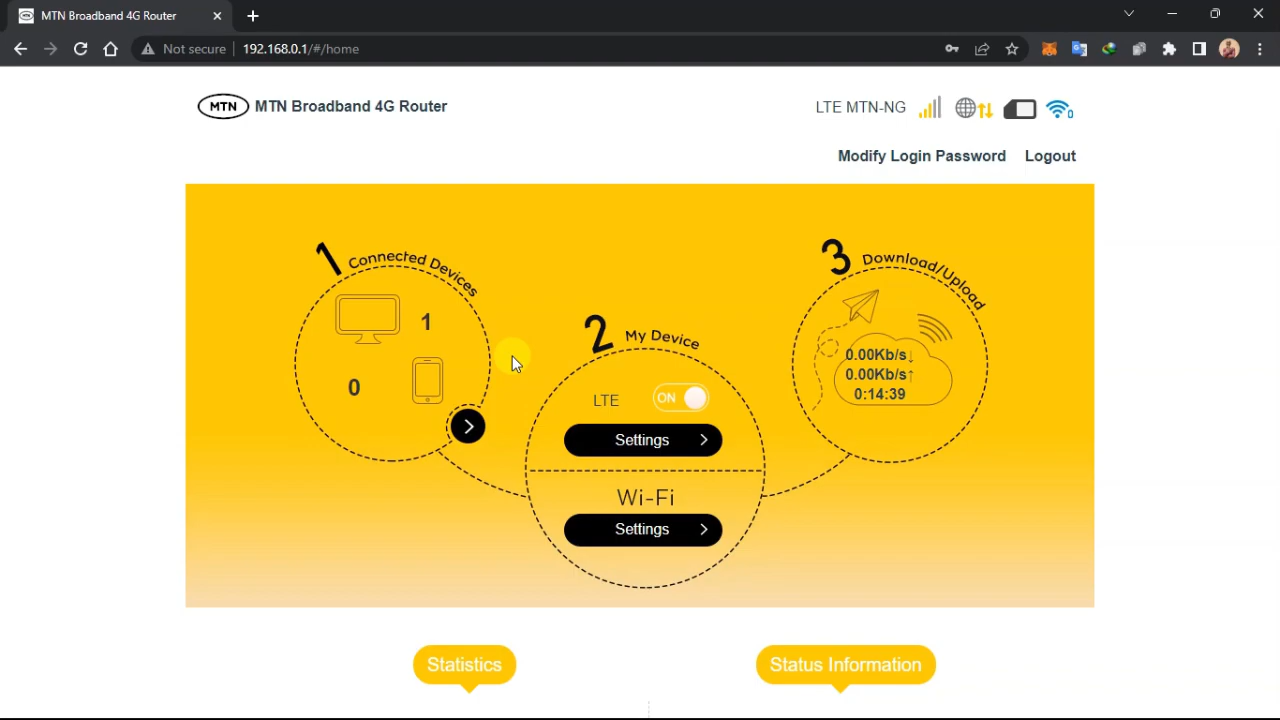 MTN Broadband 4G Router
Not secure 192.168.0.1/#/home
MTN MTN Broadband 4G Router
LTE MTN-NG
0
Modify Login Password Logout
1 Connected Devices
1
0
2 My Device
LTE ON
Settings
Wi-Fi
Settings
3 Download/Upload
0.00Kb/s↓
0.00Kb/s↑
0:14:39
Statistics
Status Information